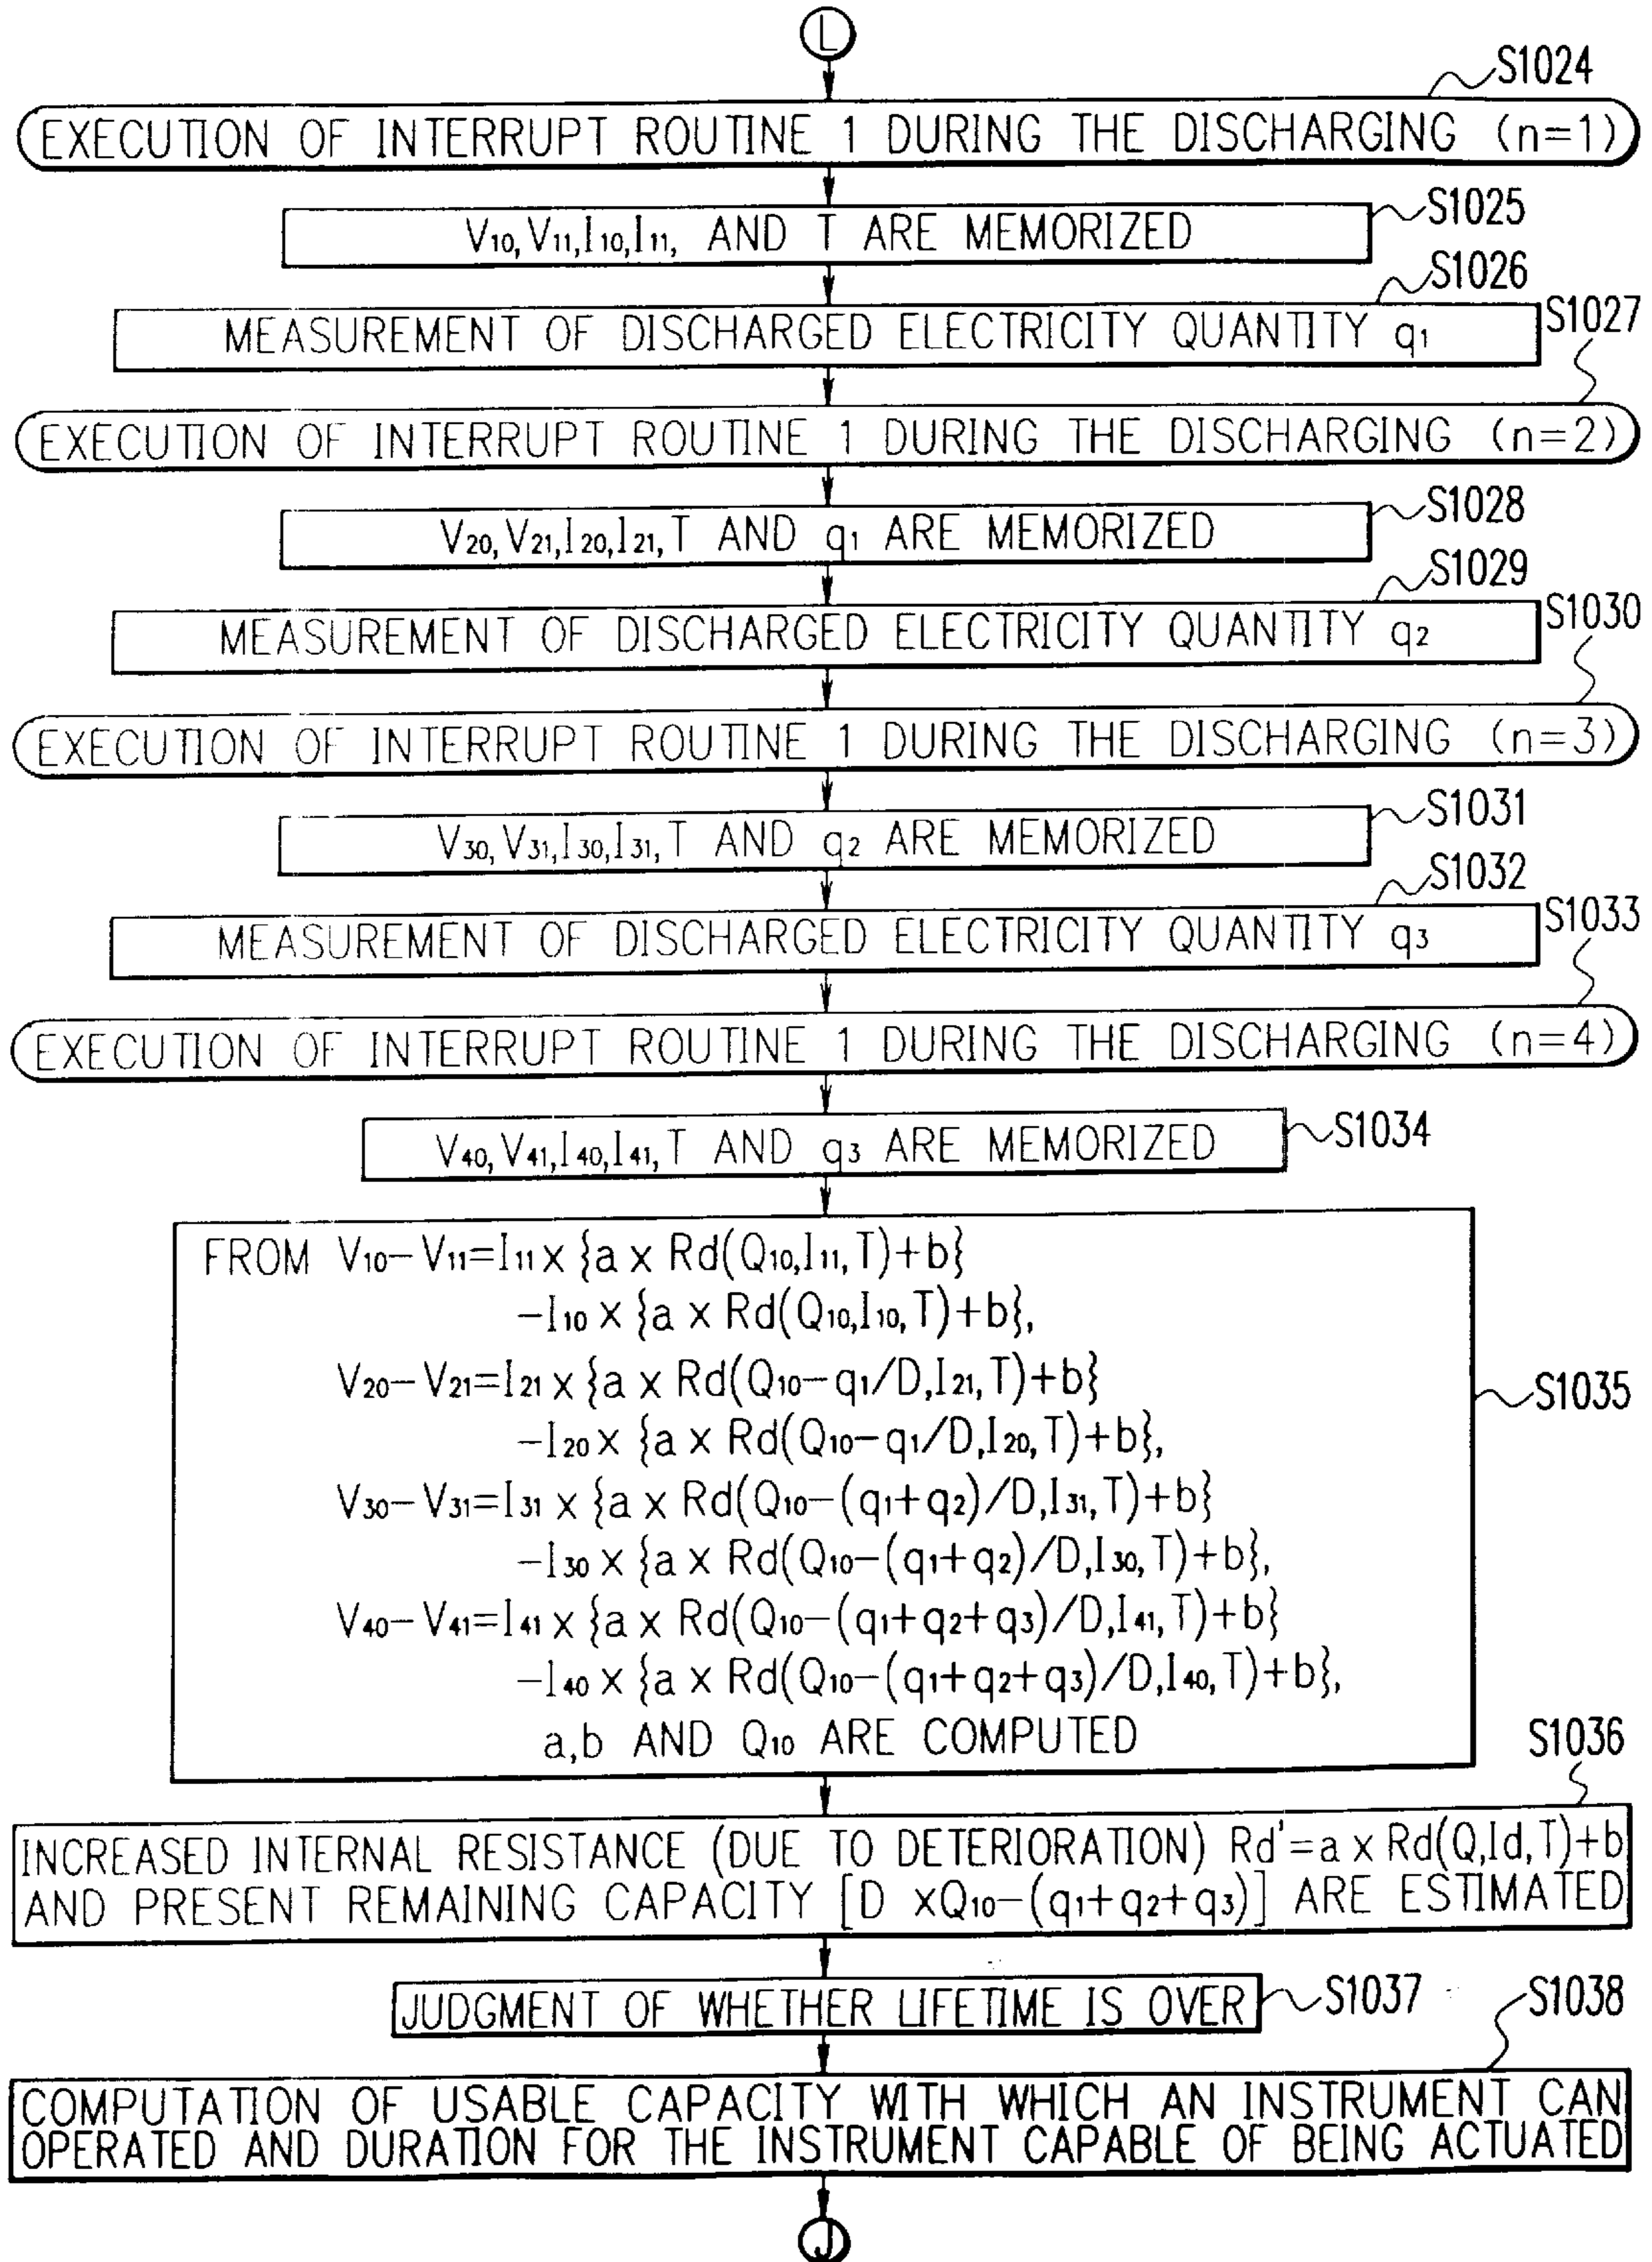 L
S1024
EXECUTION OF INTERRUPT ROUTINE 1 DURING THE DISCHARGING (n=1)
S1025
V10, V11, I10, I11, AND T ARE MEMORIZED
S1026
MEASUREMENT OF DISCHARGED ELECTRICITY QUANTITY q1
S1027
EXECUTION OF INTERRUPT ROUTINE 1 DURING THE DISCHARGING (n=2)
S1028
V20, V21, I20, I21, T AND q1 ARE MEMORIZED
S1029
MEASUREMENT OF DISCHARGED ELECTRICITY QUANTITY q2
S1030
EXECUTION OF INTERRUPT ROUTINE 1 DURING THE DISCHARGING (n=3)
S1031
V30, V31, I30, I31, T AND q2 ARE MEMORIZED
S1032
MEASUREMENT OF DISCHARGED ELECTRICITY QUANTITY q3
S1033
EXECUTION OF INTERRUPT ROUTINE 1 DURING THE DISCHARGING (n=4)
V40, V41, I40, I41, T AND q3 ARE MEMORIZED
S1034
FROM V10−V11=I11 x {a x Rd(Q10,I11,T)+b}
−I10 x {a x Rd(Q10,I10,T)+b},
V20−V21=I21 x {a x Rd(Q10−q1/D,I21,T)+b}
−I20 x {a x Rd(Q10−q1/D,I20,T)+b},
V30−V31=I31 x {a x Rd(Q10−(q1+q2)/D,I31,T)+b}
−I30 x {a x Rd(Q10−(q1+q2)/D,I30,T)+b},
V40−V41=I41 x {a x Rd(Q10−(q1+q2+q3)/D,I41,T)+b}
−I40 x {a x Rd(Q10−(q1+q2+q3)/D,I40,T)+b},
a,b AND Q10 ARE COMPUTED
S1035
S1036
INCREASED INTERNAL RESISTANCE (DUE TO DETERIORATION) Rd'=a x Rd(Q,Id,T)+b
AND PRESENT REMAINING CAPACITY [D xQ10−(q1+q2+q3)] ARE ESTIMATED
JUDGMENT OF WHETHER LIFETIME IS OVER
S1037
S1038
COMPUTATION OF USABLE CAPACITY WITH WHICH AN INSTRUMENT CAN
OPERATED AND DURATION FOR THE INSTRUMENT CAPABLE OF BEING ACTUATED
J